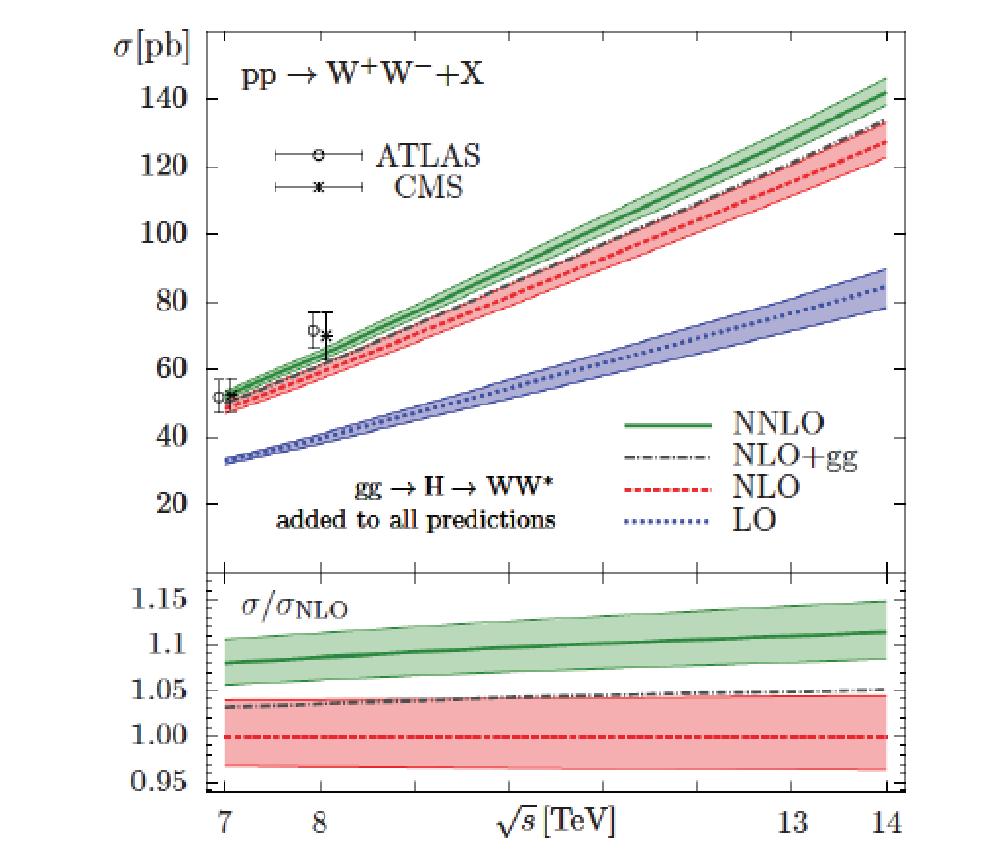 σ[pb]
pp → W⁺W⁻+X
140
120
100
80
60
40
20
ATLAS
CMS
NNLO
NLO+gg
NLO
LO
gg → H → WW*
added to all predictions
σ/σNLO
1.15
1.1
1.05
1.00
0.95
7 8 √s [TeV] 13 14